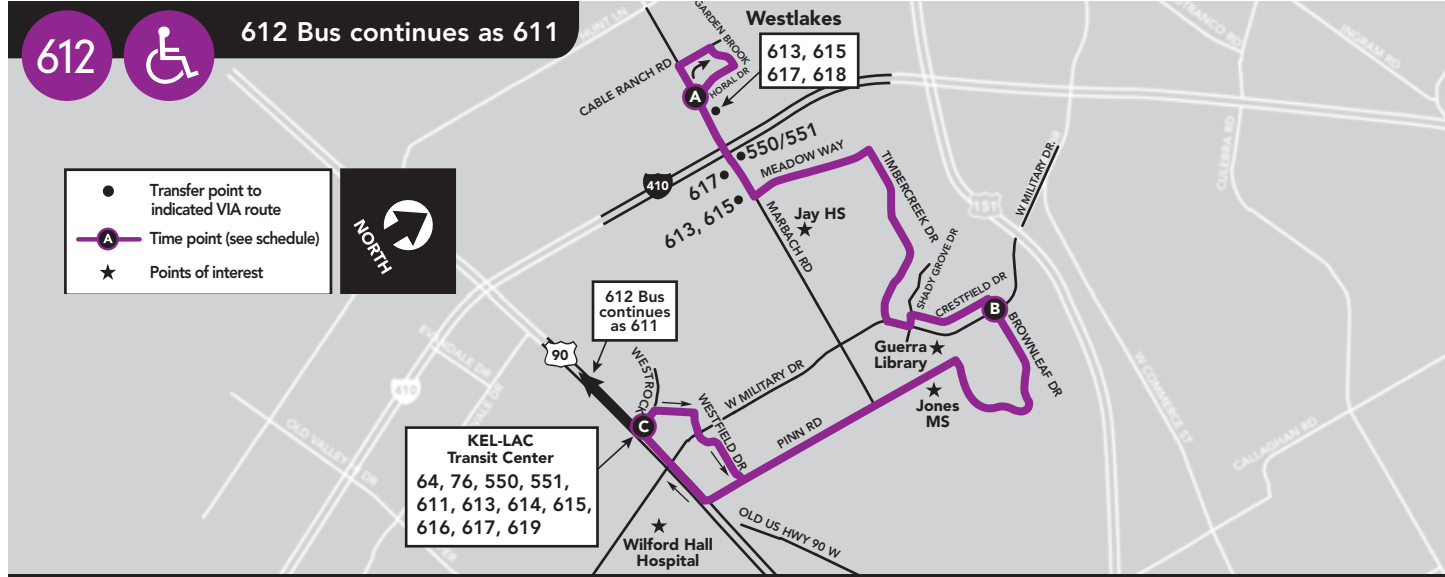 612
612 Bus continues as 611
Westlakes
613, 615
617, 618
GARDEN BROOK
CABLE RANCH RD
HORAL DR
A
HUNT LN
INGRAM RD
CULEBRA RD
550/551
410
617
613, 615
MEADOW WAY
TIMBERCREEK DR
151
W MILITARY DR.
Transfer point to
indicated VIA route
A
Time point (see schedule)
Points of interest
NORTH
Jay HS
MARBACH RD
SHADY GROVE DR
CRESTFIELD DR
B
BROWNLEAF DR
612 Bus
continues
as 611
90
Guerra
Library
EVENDALE DR
410
WESTROCK
W MILITARY DR
Jones
MS
W COMMERCE ST
C
WESTFIELD DR
PINN RD
CALLAGHAN RD
KEL-LAC
Transit Center
64, 76, 550, 551,
611, 613, 614, 615,
616, 617, 619
OLD US HWY 90 W
Wilford Hall
Hospital